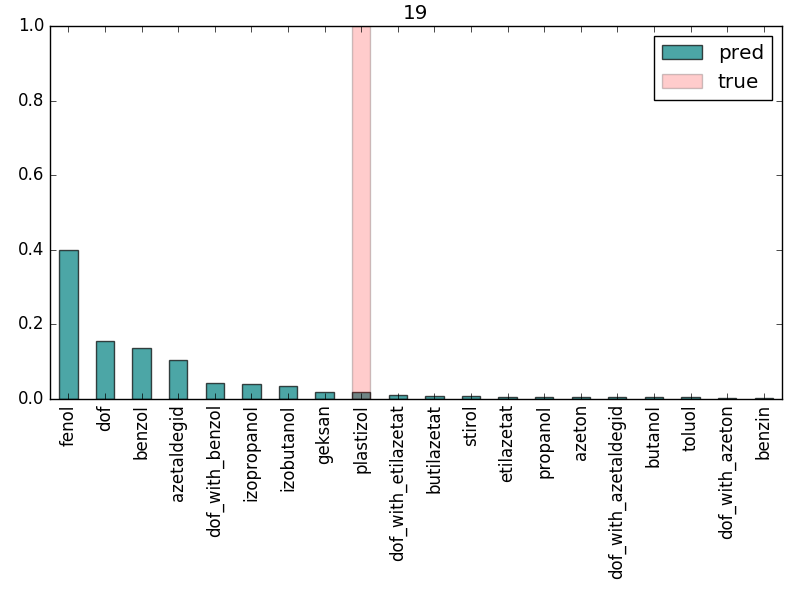 19
1.0
0.8
0.6
0.4
0.2
0.0
pred
true
fenol
dof
benzol
azetaldegid
dof_with_benzol
izopropanol
izobutanol
geksan
plastizol
dof_with_etilazetat
butilazetat
stirol
etilazetat
propanol
azeton
dof_with_azetaldegid
butanol
toluol
dof_with_azeton
benzin